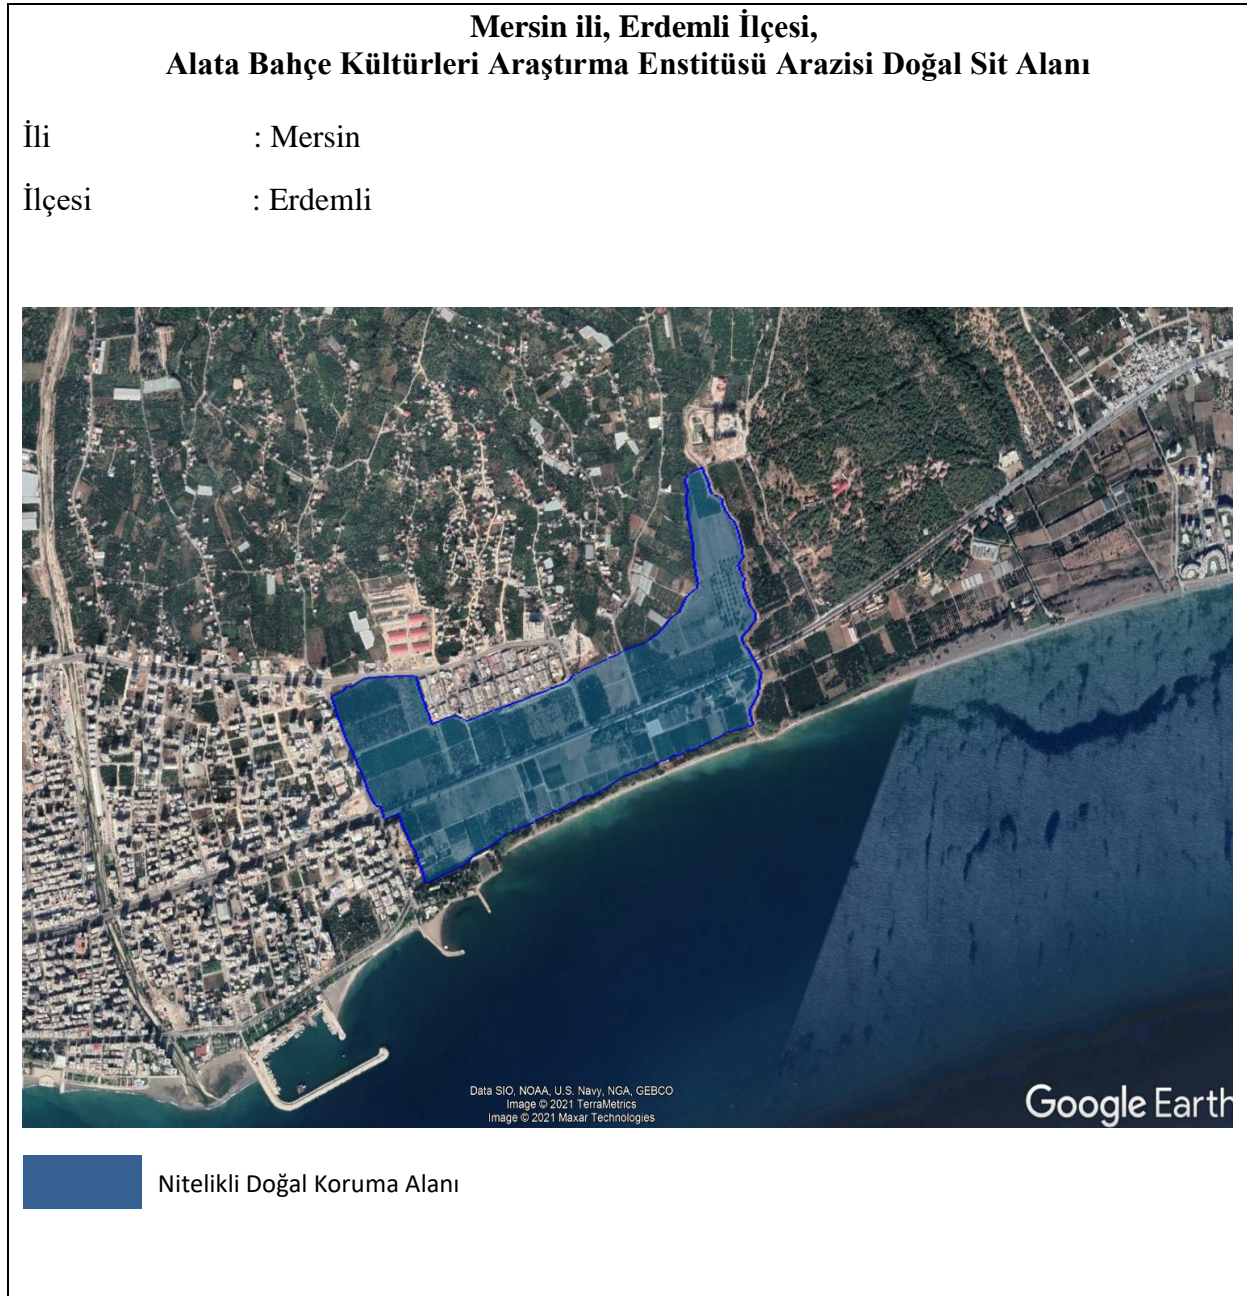 Mersin ili, Erdemli İlçesi,
Alata Bahçe Kültürleri Araştırma Enstitüsü Arazisi Doğal Sit Alanı
İli : Mersin
İlçesi : Erdemli
Data SIO, NOAA, U.S. Navy, NGA, GEBCO
Image © 2021 TerraMetrics
Image © 2021 Maxar Technologies
Google Earth
Nitelikli Doğal Koruma Alanı